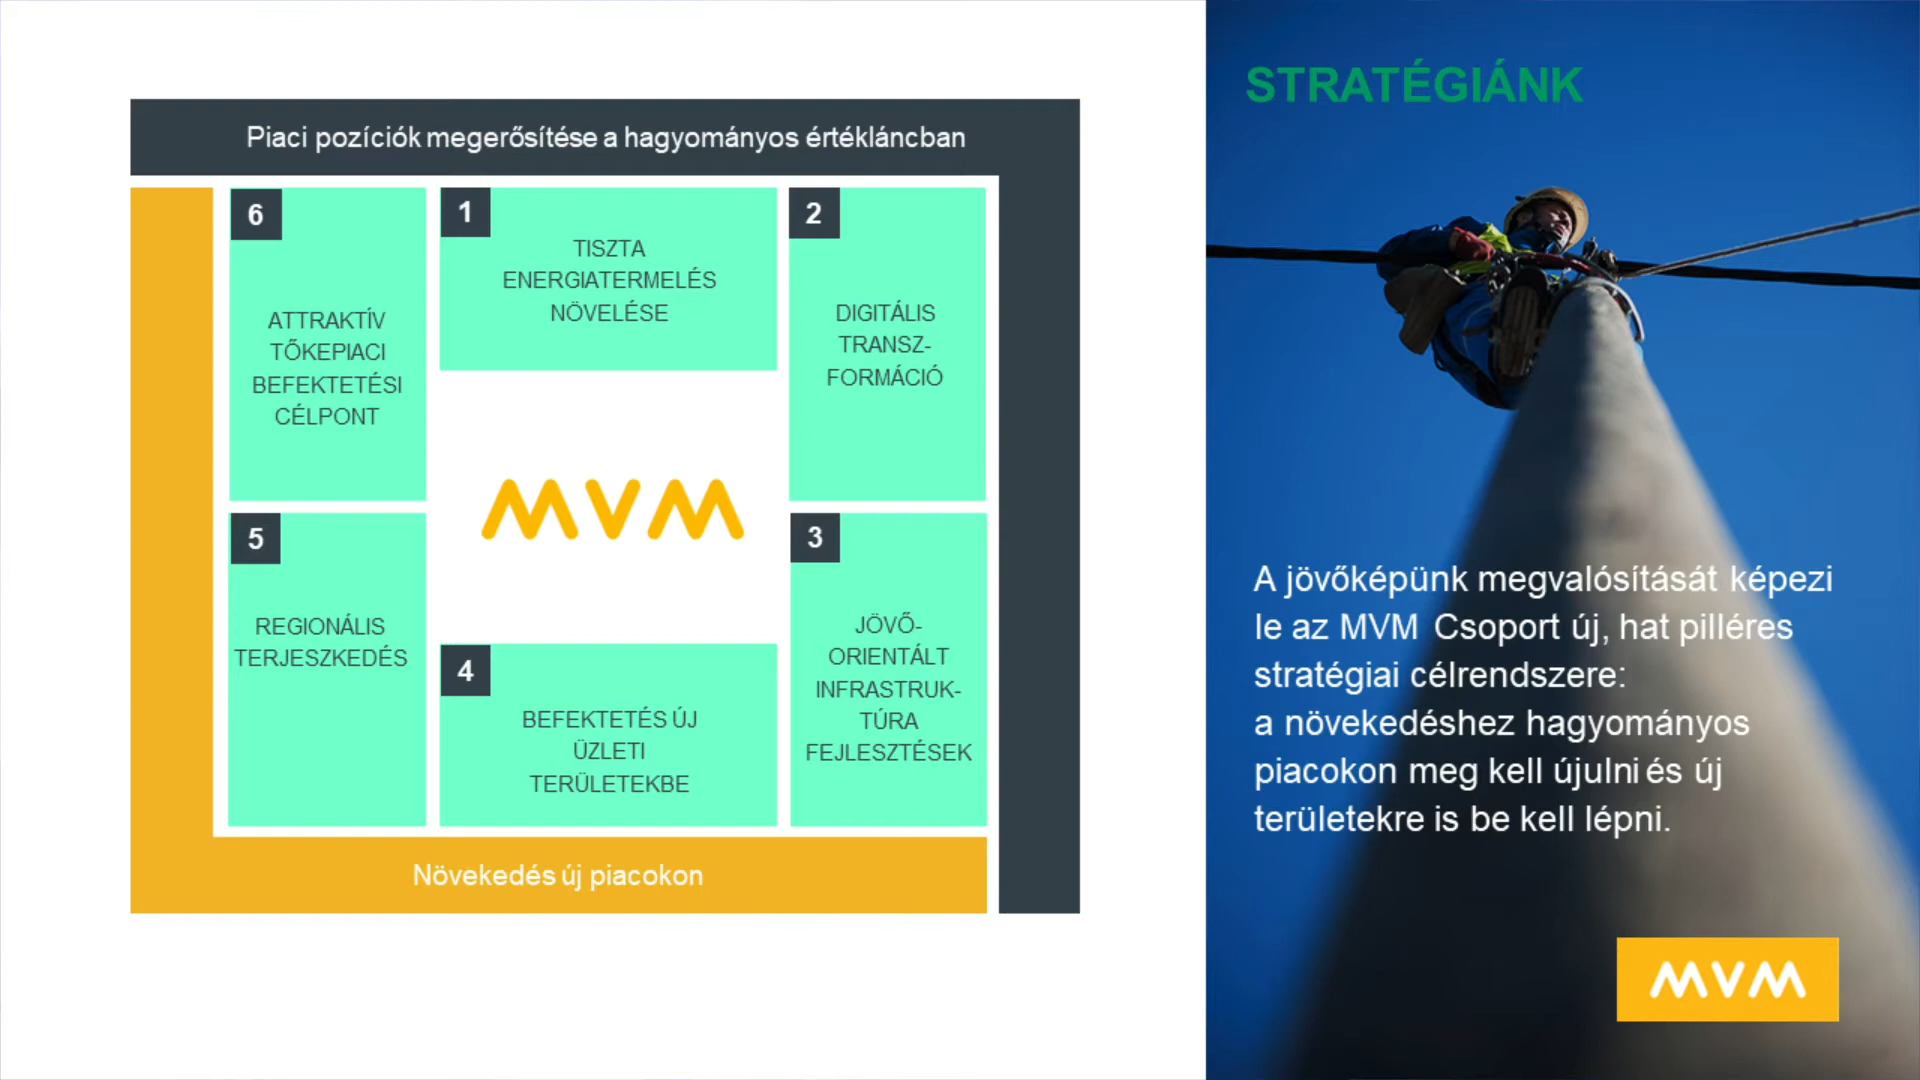 Piaci pozíciók megerősítése a hagyományos értékláncban
6
ATTRAKTÍV
TŐKEPIACI
BEFEKTETÉSI
CÉLPONT
1
TISZTA
ENERGIATERMELÉS
NÖVELÉSE
2
DIGITÁLIS
TRANSZ-
FORMÁCIÓ
MVM
5
REGIONÁLIS
TERJESZKEDÉS
4
BEFEKTETÉS ÚJ
ÜZLETI
TERÜLETEKBE
3
JÖVŐ-
ORIENTÁLT
INFRASTRUK-
TÚRA
FEJLESZTÉSEK
Növekedés új piacokon
STRATÉGIÁNK
A jövőképünk megvalósítását képezi
le az MVM Csoport új, hat pilléres
stratégiai célrendszere:
a növekedéshez hagyományos
piacokon meg kell újulni és új
területekre is be kell lépni.
MVM